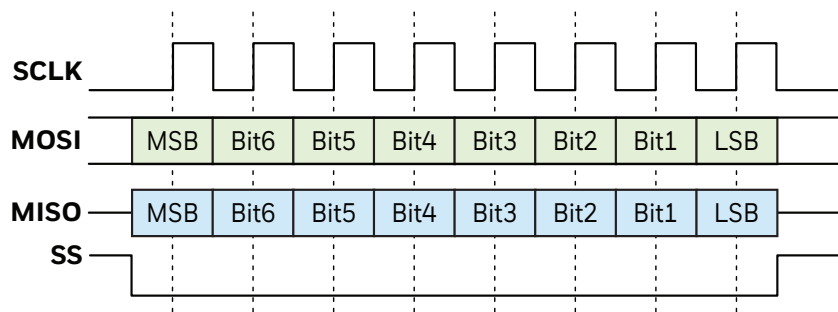 SCLK
MOSI MSB Bit6 Bit5 Bit4 Bit3 Bit2 Bit1 LSB
MISO MSB Bit6 Bit5 Bit4 Bit3 Bit2 Bit1 LSB
SS